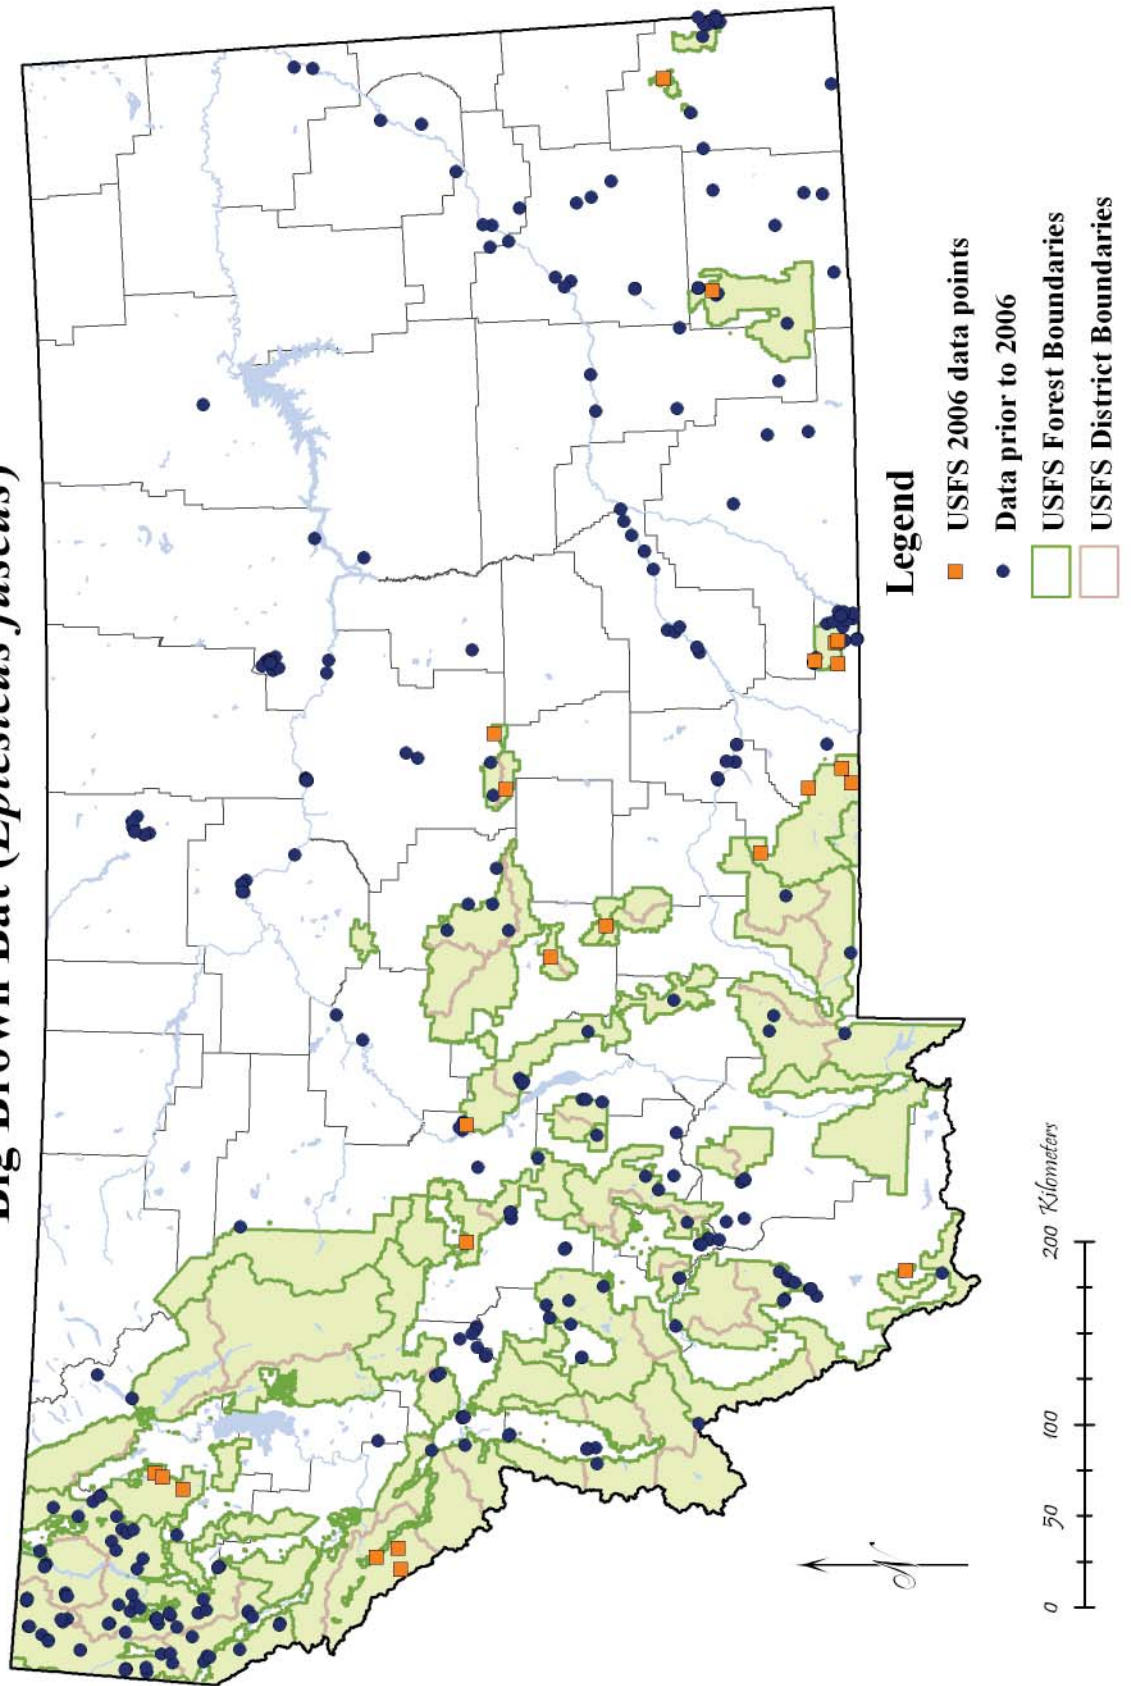 Big Brown Bat (Eptesicus fuscus)
Legend
USFS 2006 data points
Data prior to 2006
USFS Forest Boundaries
USFS District Boundaries
N
0 50 100 200 Kilometers